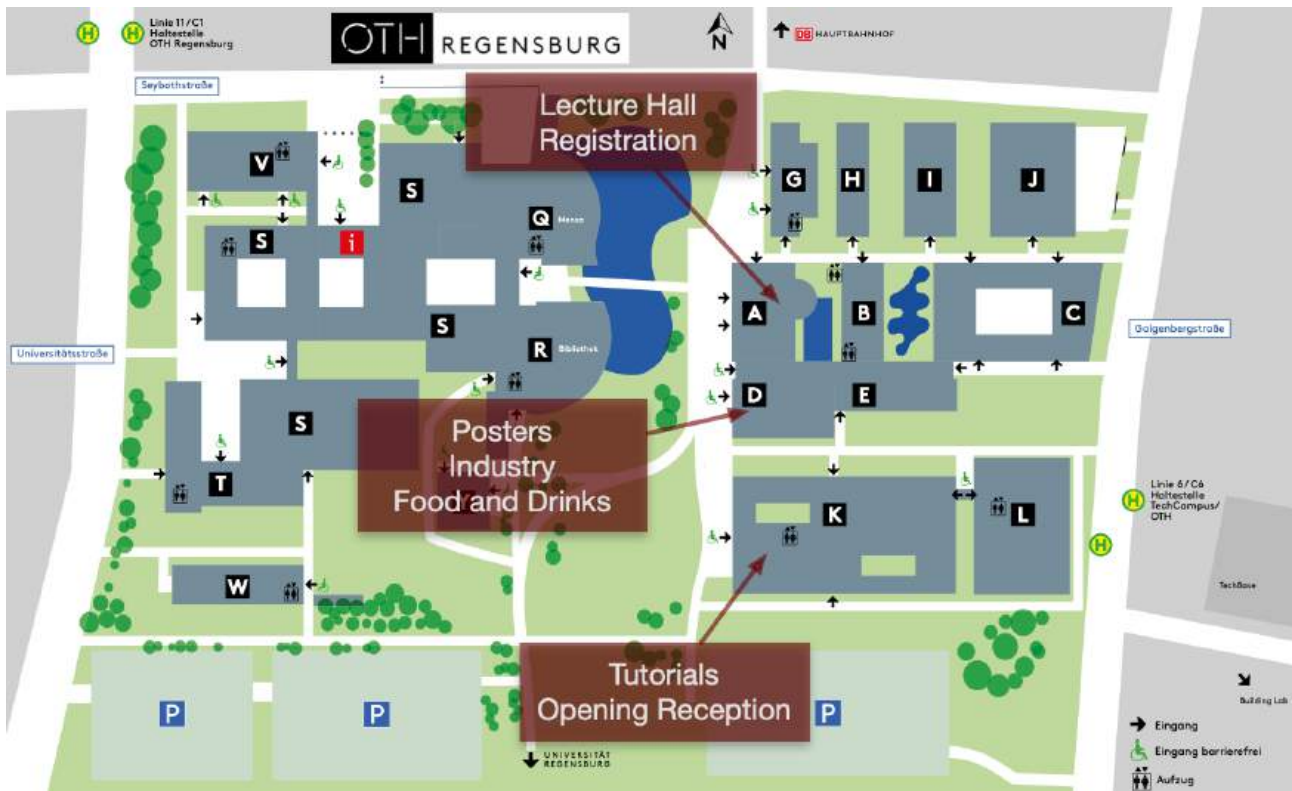 Linie 11/C1
Haltestelle
OTH Regensburg
OTH REGENSBURG
N
DB HAUPTBAHNHOF
Seybothstraße
Lecture Hall
Registration
V
S
G
H
I
J
Q Mensa
S
i
A
B
C
S
R Bibliothek
Universitätsstraße
Galgenbergstraße
D
E
S
Posters
Industry
Food and Drinks
T
K
L
Linie 6/C6
Haltestelle
TechCampus/
OTH
W
TechBase
Tutorials
Opening Reception
P
P
P
Building Lab
UNIVERSITÄT
REGENSBURG
Eingang
Eingang barrierefrei
Aufzug